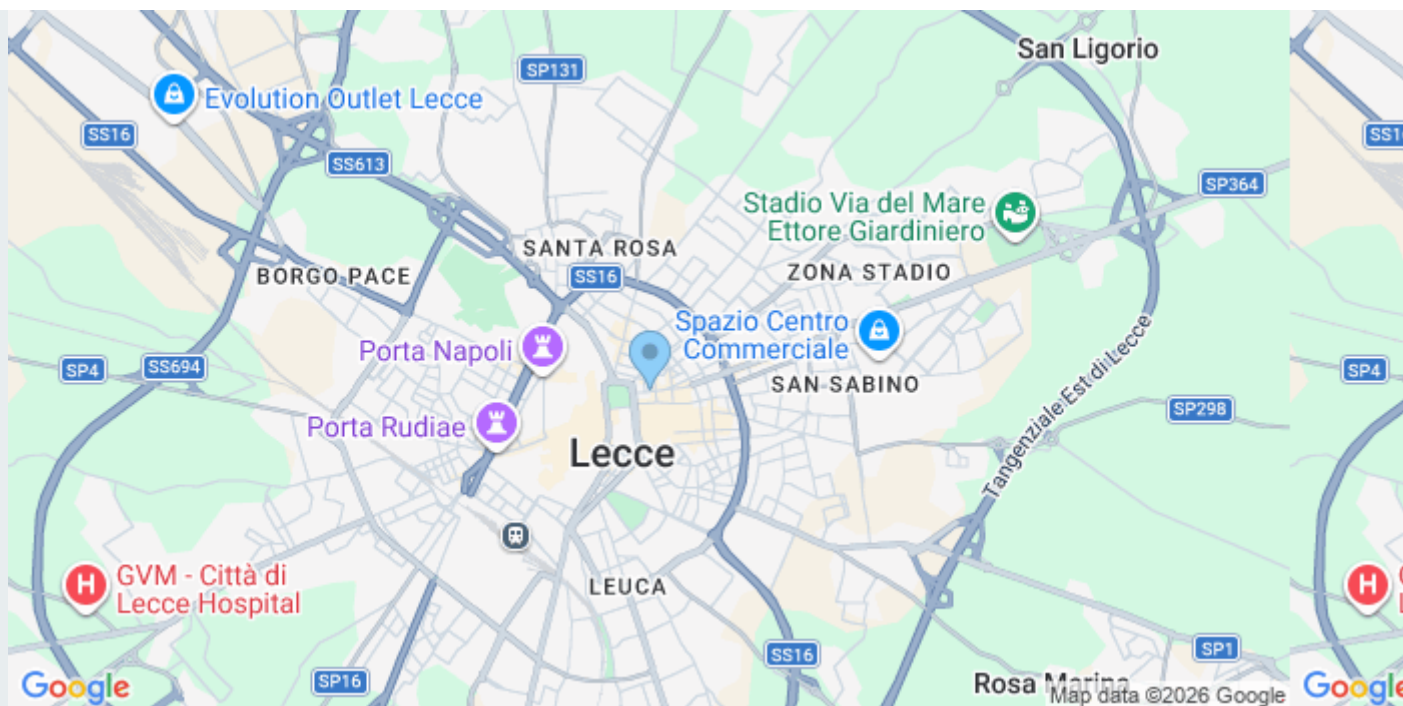 San Ligorio
SP131
Evolution Outlet Lecce
SS16
SS16
SS613
SP364
Stadio Via del Mare
Ettore Giardiniero
SANTA ROSA
ZONA STADIO
BORGO PACE
SS16
Spazio Centro
Commerciale
Porta Napoli
SP4
SS694
SAN SABINO
SP4
SP298
Porta Rudiae
Lecce
Tangenziale Est di Lecce
GVM - Città di
Lecce Hospital
H
H
LEUCA
SP1
SS16
SP16
Rosa Marina
Google
Map data ©2026 Google
Google